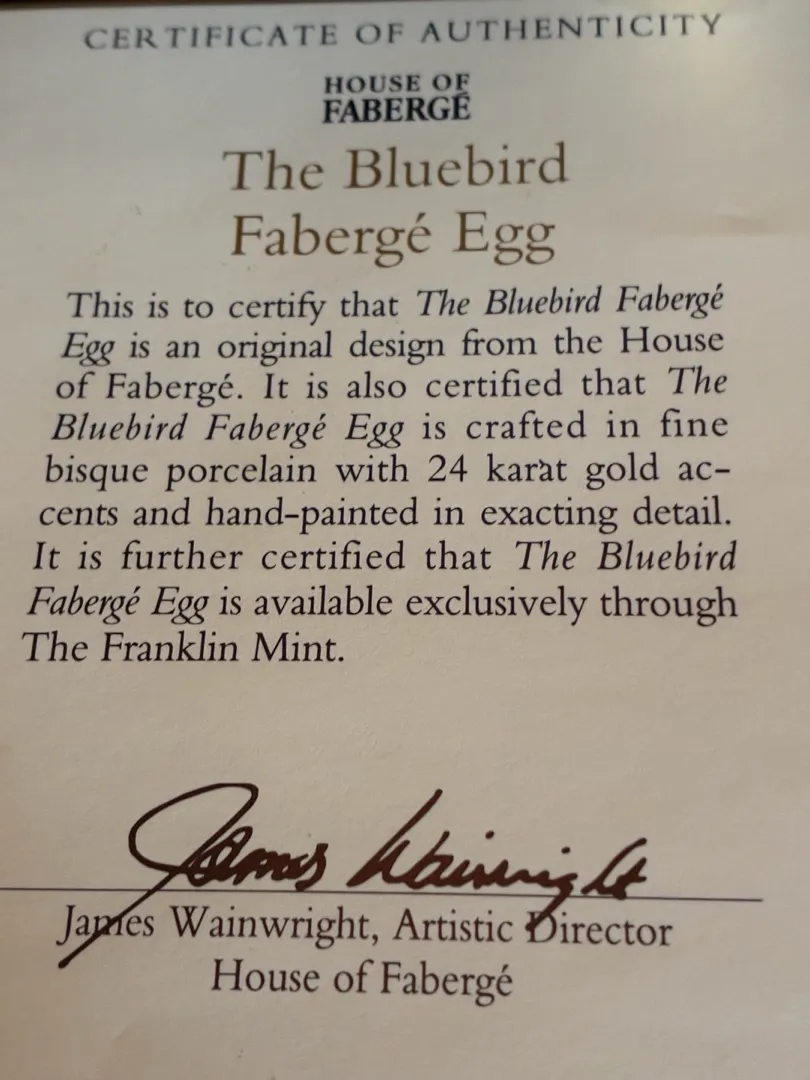 CERTIFICATE OF AUTHENTICITY
HOUSE OF
FABERGÉ
The Bluebird
Fabergé Egg
This is to certify that The Bluebird Fabergé
Egg is an original design from the House
of Fabergé. It is also certified that The
Bluebird Fabergé Egg is crafted in fine
bisque porcelain with 24 karat gold ac-
cents and hand-painted in exacting detail.
It is further certified that The Bluebird
Fabergé Egg is available exclusively through
The Franklin Mint.
James Wainwright
James Wainwright, Artistic Director
House of Fabergé